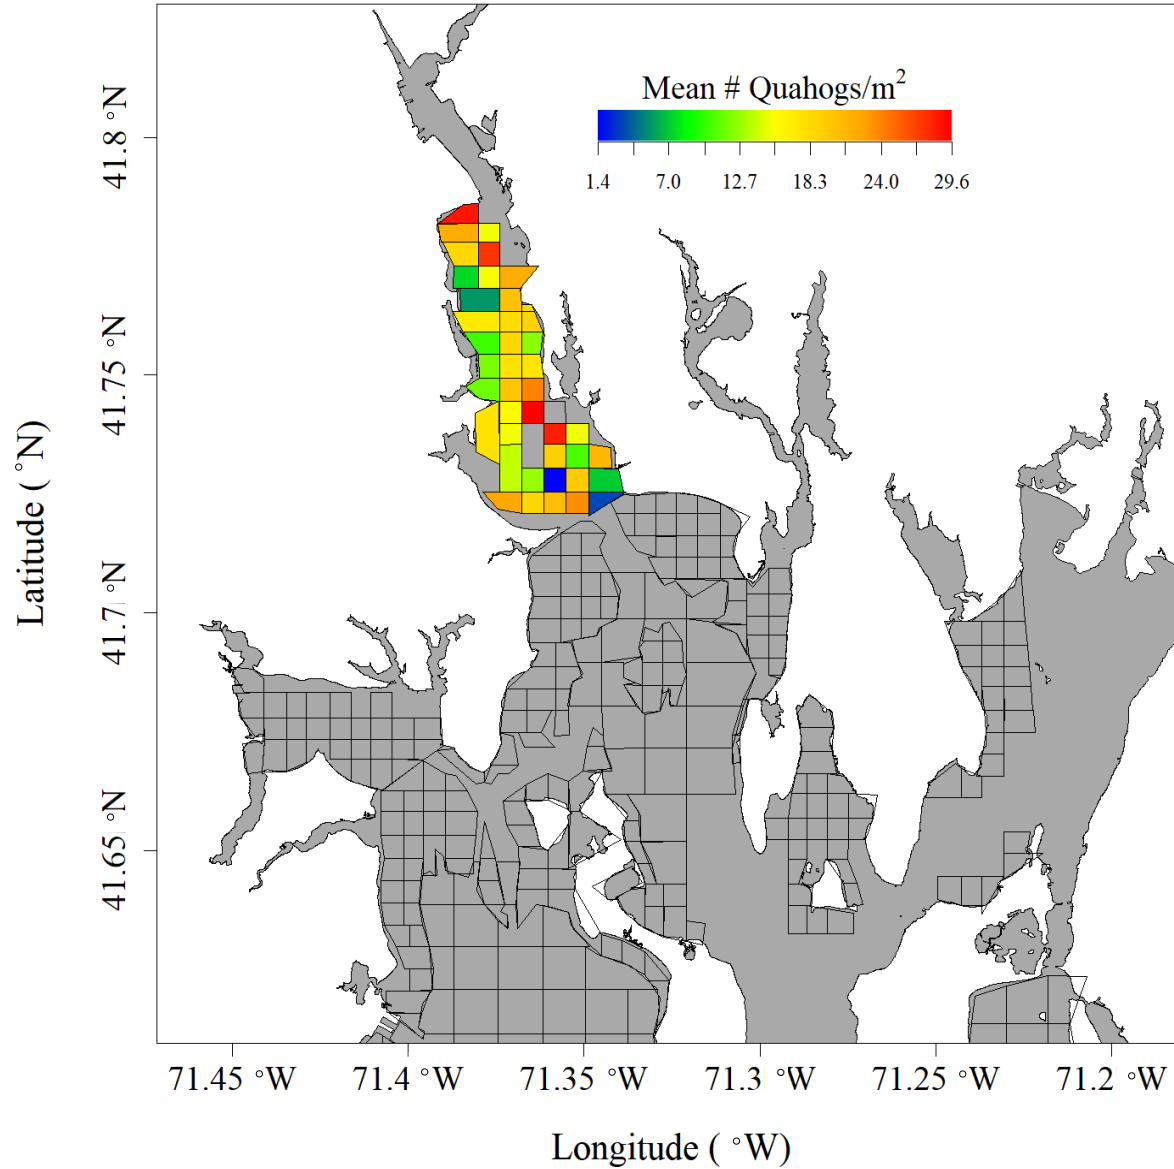 Mean # Quahogs/m²
1.4 7.0 12.7 18.3 24.0 29.6
41.8 °N
41.75 °N
41.7 °N
41.65 °N
Latitude ( °N)
71.45 °W 71.4 °W 71.35 °W 71.3 °W 71.25 °W 71.2 °W
Longitude ( °W)